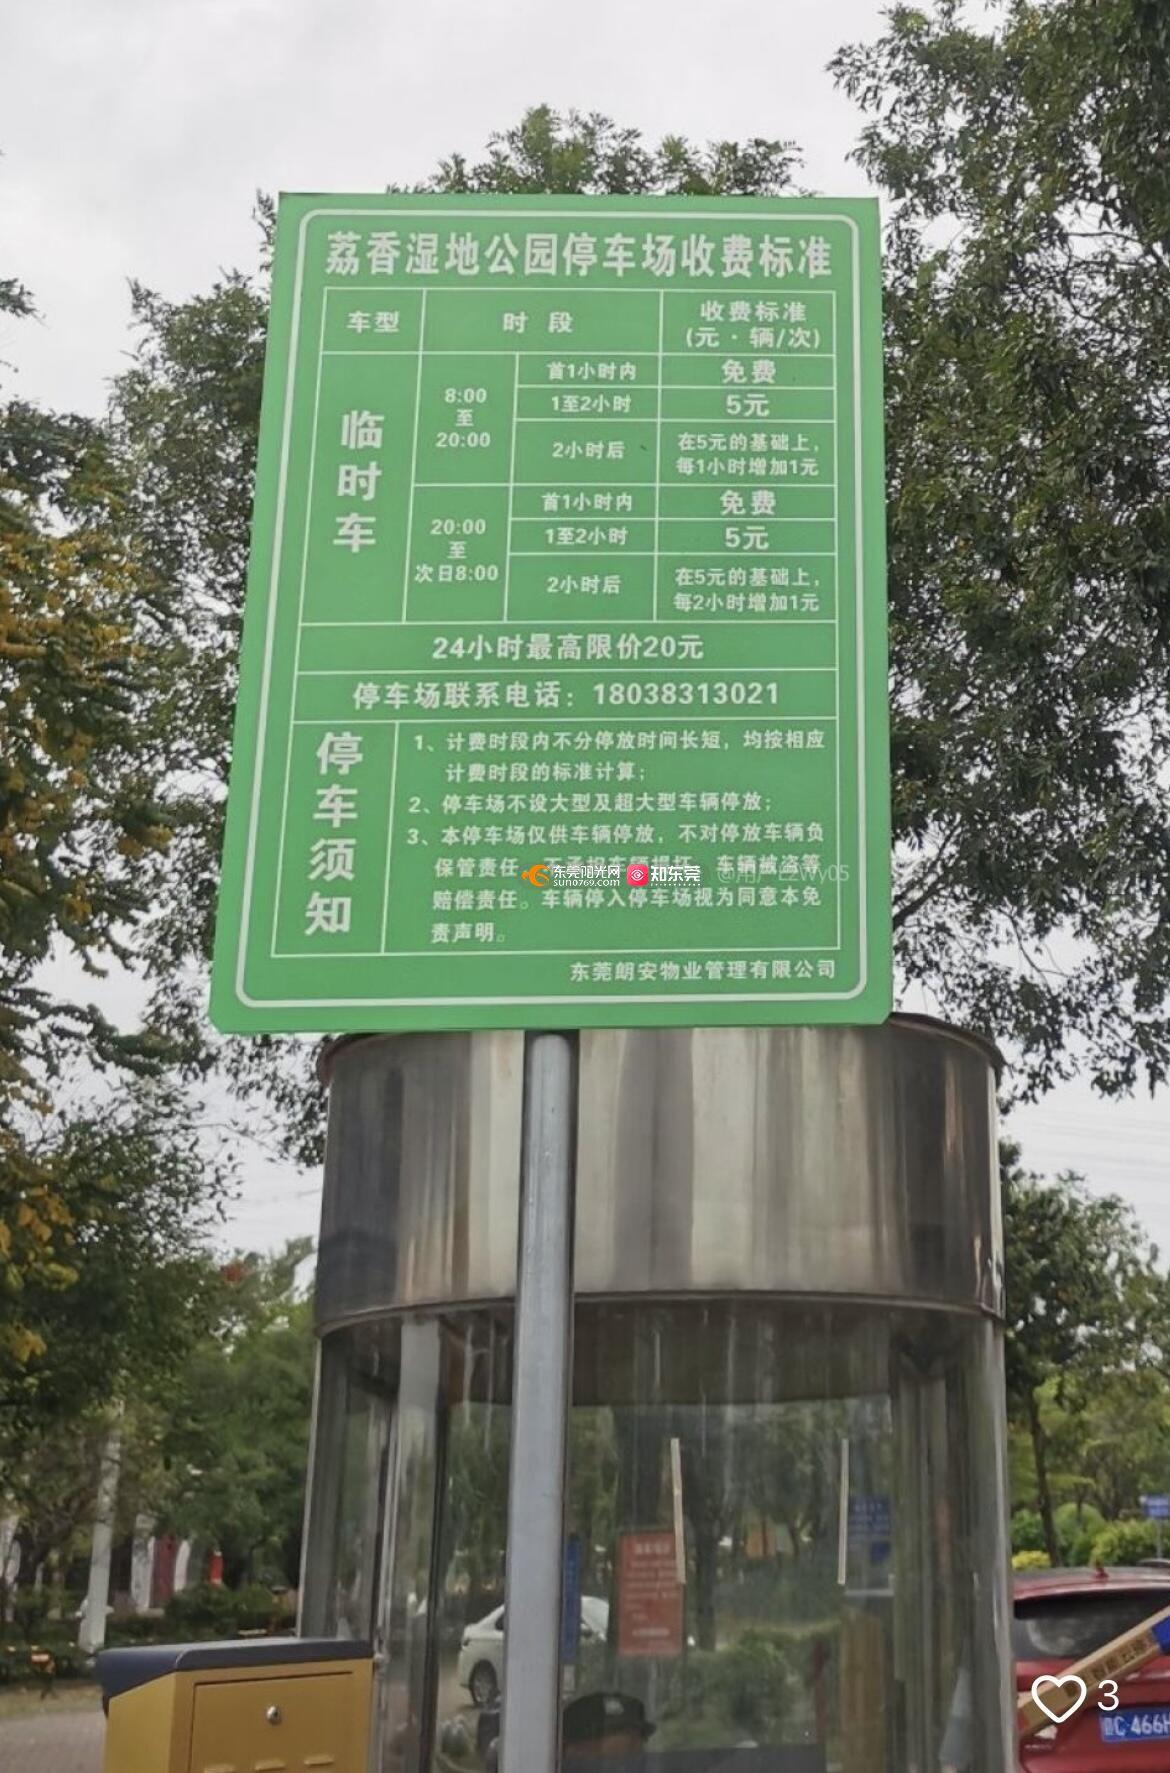 荔香湿地公园停车场收费标准
车型
时 段
收费标准
(元·辆/次)
临时车
8:00
至
20:00
首1小时内
免费
1至2小时
5元
2小时后
在5元的基础上，
每1小时增加1元
20:00
至
次日8:00
首1小时内
免费
1至2小时
5元
2小时后
在5元的基础上，
每2小时增加1元
24小时最高限价20元
停车场联系电话：18038313021
停车须知
1、计费时段内不分停放时间长短，均按相应
计费时段的标准计算；
2、停车场不设大型及超大型车辆停放；
3、本停车场仅供车辆停放，不对停放车辆负
保管责任，不承担车辆损坏、车辆被盗等
赔偿责任。车辆停入停车场视为同意本免
责声明。
东莞朗安物业管理有限公司
东莞阳光网
sun0769.com
知东莞
3